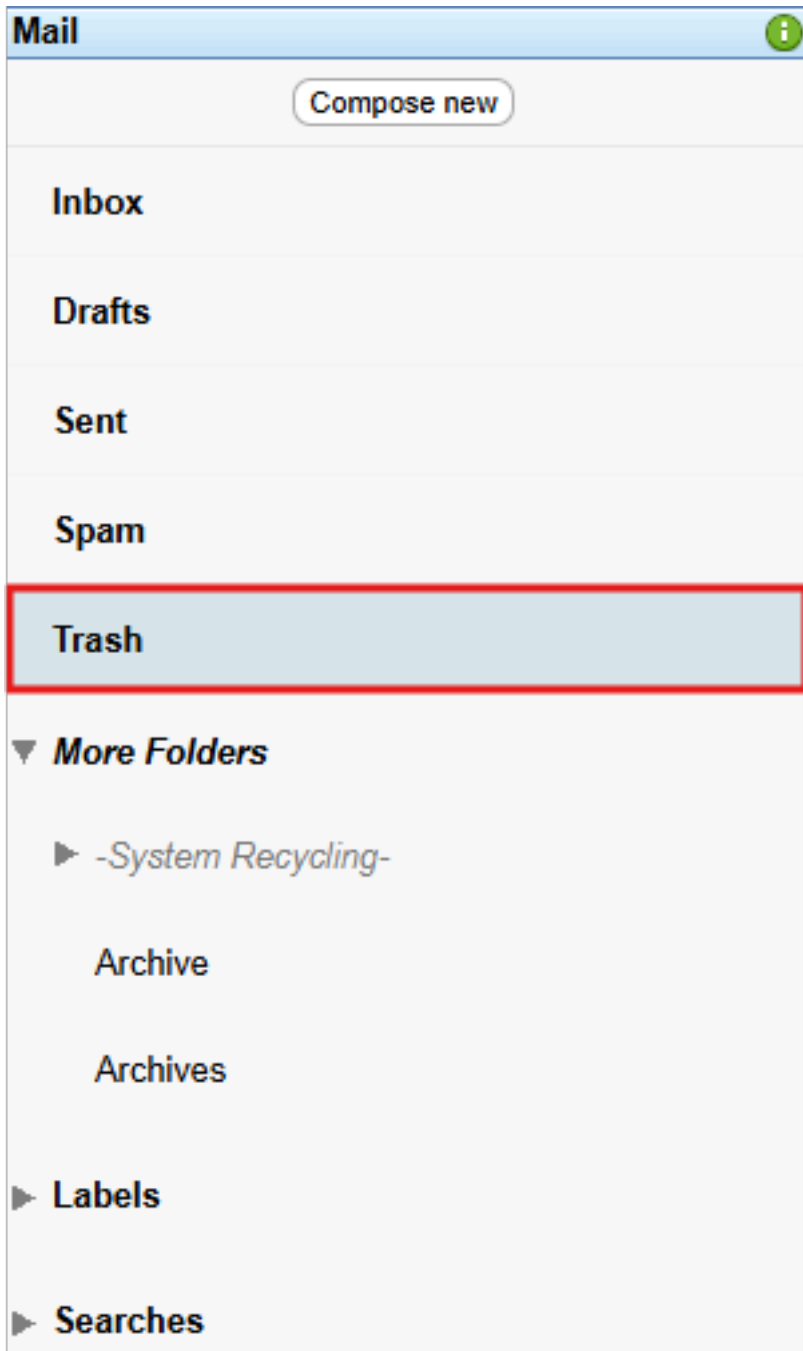 Mail
Compose new
Inbox
Drafts
Sent
Spam
Trash
More Folders
-System Recycling-
Archive
Archives
Labels
Searches